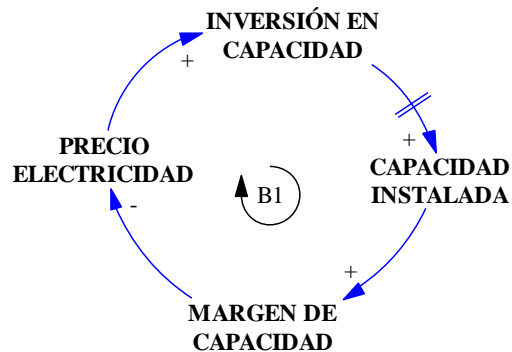 INVERSIÓN EN
CAPACIDAD
+
+
PRECIO
ELECTRICIDAD
CAPACIDAD
INSTALADA
B1
-
+
MARGEN DE
CAPACIDAD